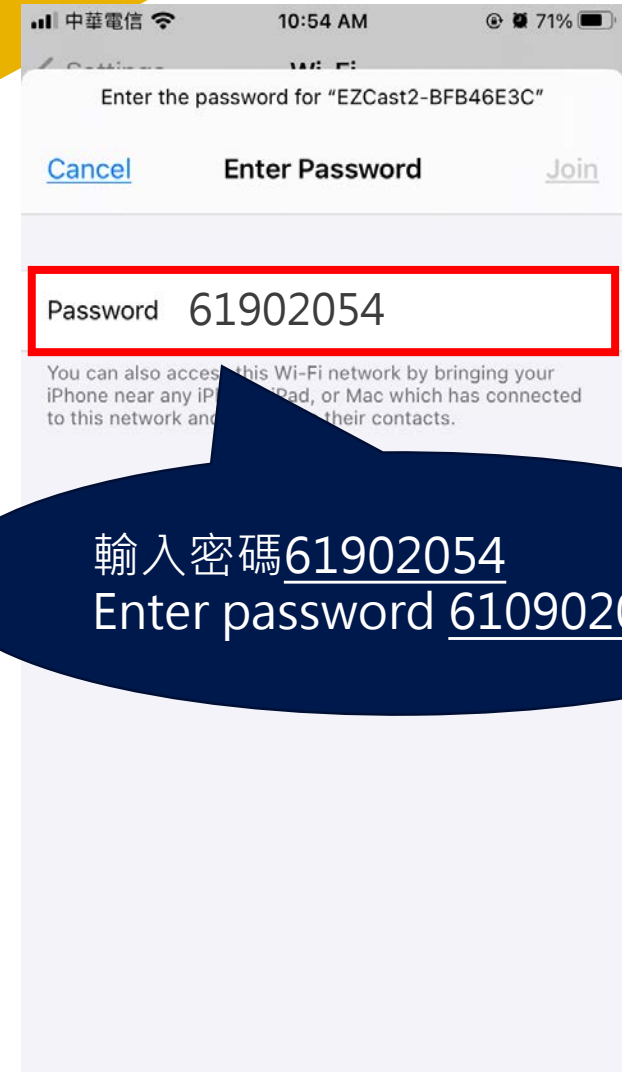 中華電信 10:54 AM 71%
Wi-Fi
Enter the password for “EZCast2-BFB46E3C”
Cancel Enter Password Join
Password 61902054
You can also access this Wi-Fi network by bringing your
iPhone near any iPad, or Mac which has connected
to this network and their contacts.
輸入密碼61902054
Enter password 610902